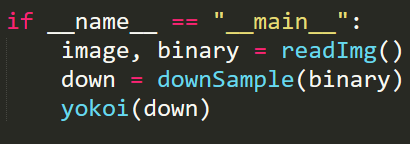 if __name__ == "__main__":
    image, binary = readImg()
    down = downSample(binary)
    yokoi(down)